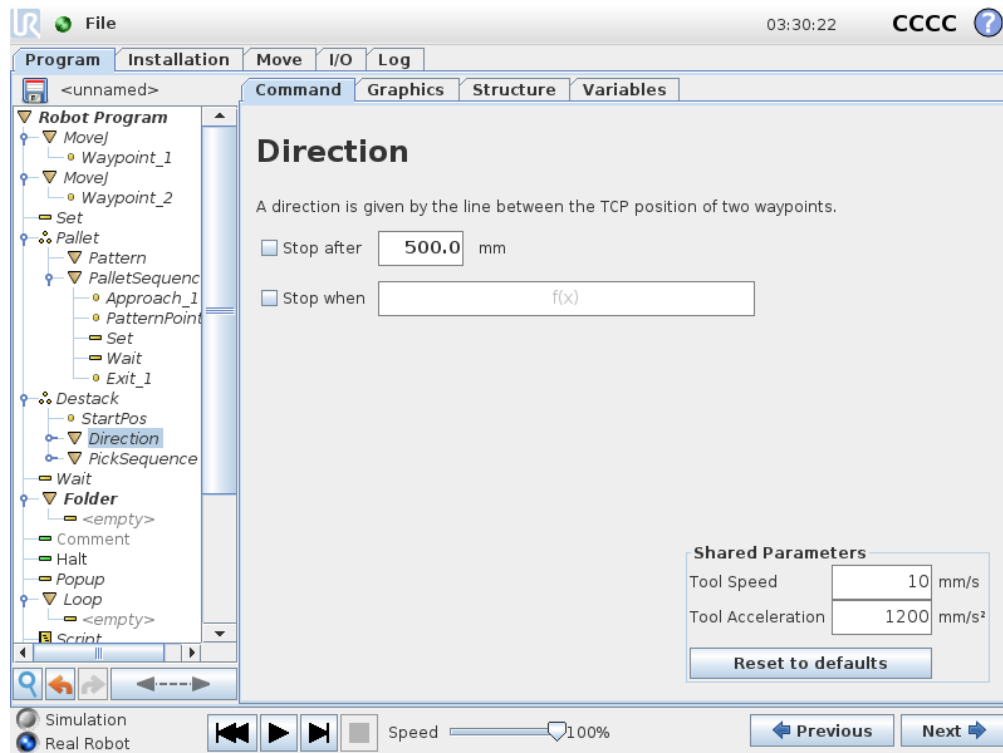 UR File 03:30:22 CCCC ?
Program Installation Move I/O Log
<unnamed> Command Graphics Structure Variables
Robot Program
MoveJ
Waypoint_1
MoveJ
Waypoint_2
Set
Pallet
Pattern
PalletSequenc
Approach_1
PatternPoint
Set
Wait
Exit_1
Destack
StartPos
Direction
PickSequence
Wait
Folder
<empty>
Comment
Halt
Popup
Loop
<empty>
Script
Direction
A direction is given by the line between the TCP position of two waypoints.
Stop after 500.0 mm
Stop when f(x)
Shared Parameters
Tool Speed 10 mm/s
Tool Acceleration 1200 mm/s²
Reset to defaults
Simulation
Real Robot
Speed 100%
Previous Next